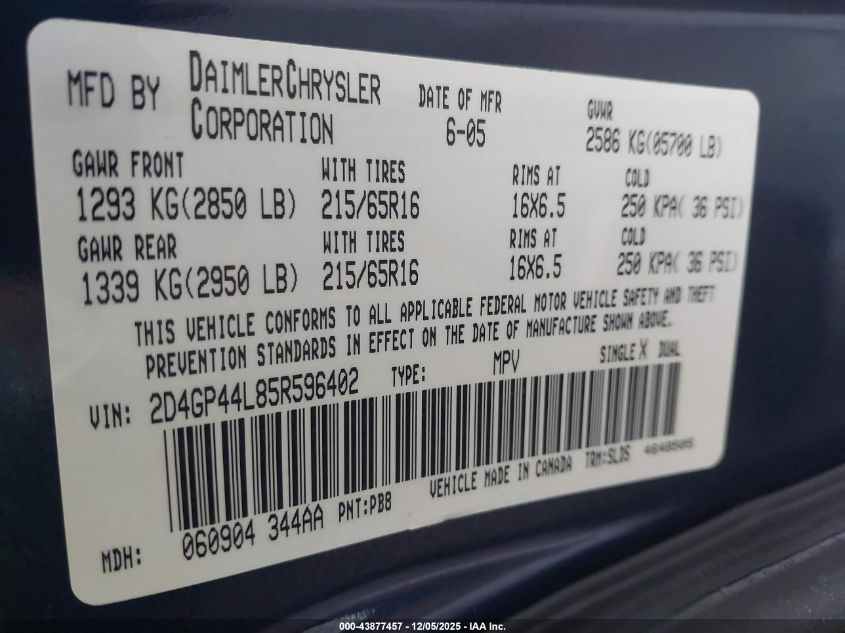 MFD BY DAIMLERCHRYSLER CORPORATION
DATE OF MFR 6-05
GVWR 2586 KG(05700 LB)
GAWR FRONT WITH TIRES RIMS AT COLD
1293 KG(2850 LB) 215/65R16 16X6.5 250 KPA( 36 PSI)
GAWR REAR WITH TIRES RIMS AT COLD
1339 KG(2950 LB) 215/65R16 16X6.5 250 KPA( 36 PSI)
THIS VEHICLE CONFORMS TO ALL APPLICABLE FEDERAL MOTOR VEHICLE SAFETY AND THEFT
PREVENTION STANDARDS IN EFFECT ON THE DATE OF MANUFACTURE SHOWN ABOVE.
VIN: 2D4GP44L85R596402 TYPE: MPV SINGLE X DUAL
MDH: 060904 344AA PNT:PB8 VEHICLE MADE IN CANADA TRM:SLD5 4648505
000-43877457 - 12/05/2025 - IAA Inc.